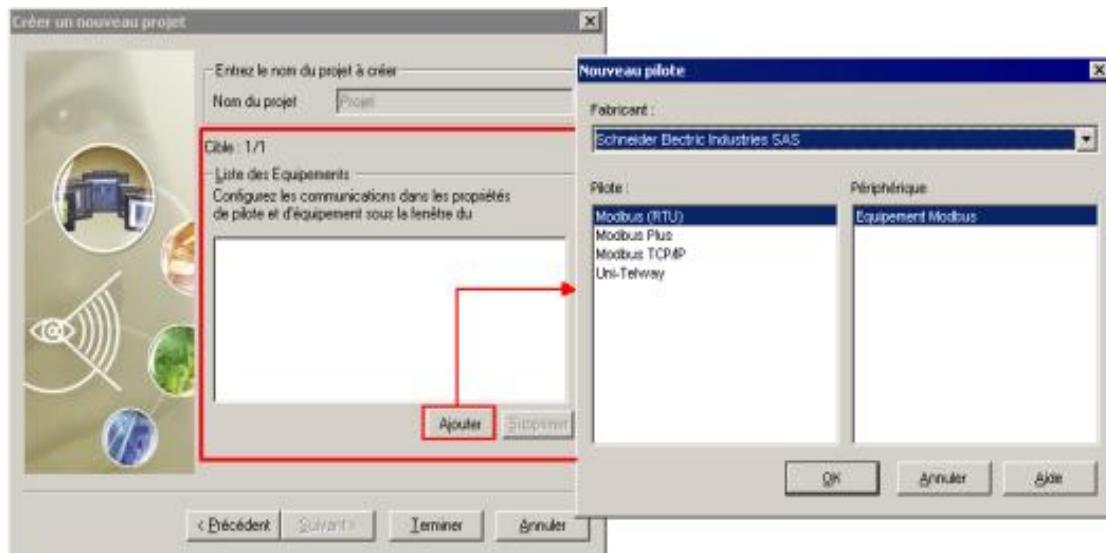 Créer un nouveau projet
Entrez le nom du projet à créer
Nom du projet
Projet
Cible : 1/1
Liste des Equipements
Configurez les communications dans les propriétés
de pilote et d'équipement sous la fenêtre du
Ajouter
Supprimer
< Précédent
Suivant >
Terminer
Annuler
Nouveau pilote
Fabricant :
Schneider Electric Industries SAS
Pilote :
Périphérique
Modbus (RTU)
Modbus Plus
Modbus TCP/IP
Uni-Telway
Equipement Modbus
OK
Annuler
Aide